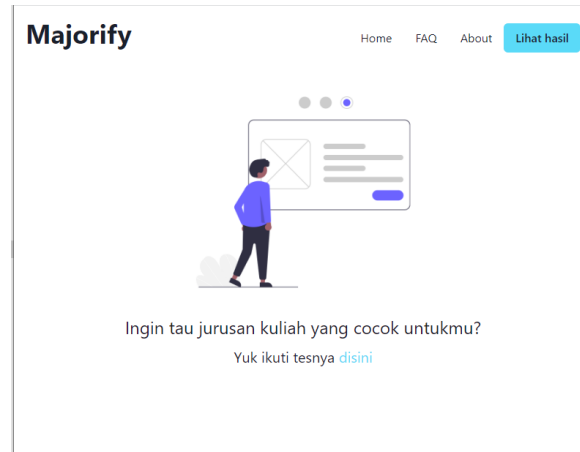 Majorify
Home FAQ About Lihat hasil
Ingin tau jurusan kuliah yang cocok untukmu?
Yuk ikuti tesnya disini